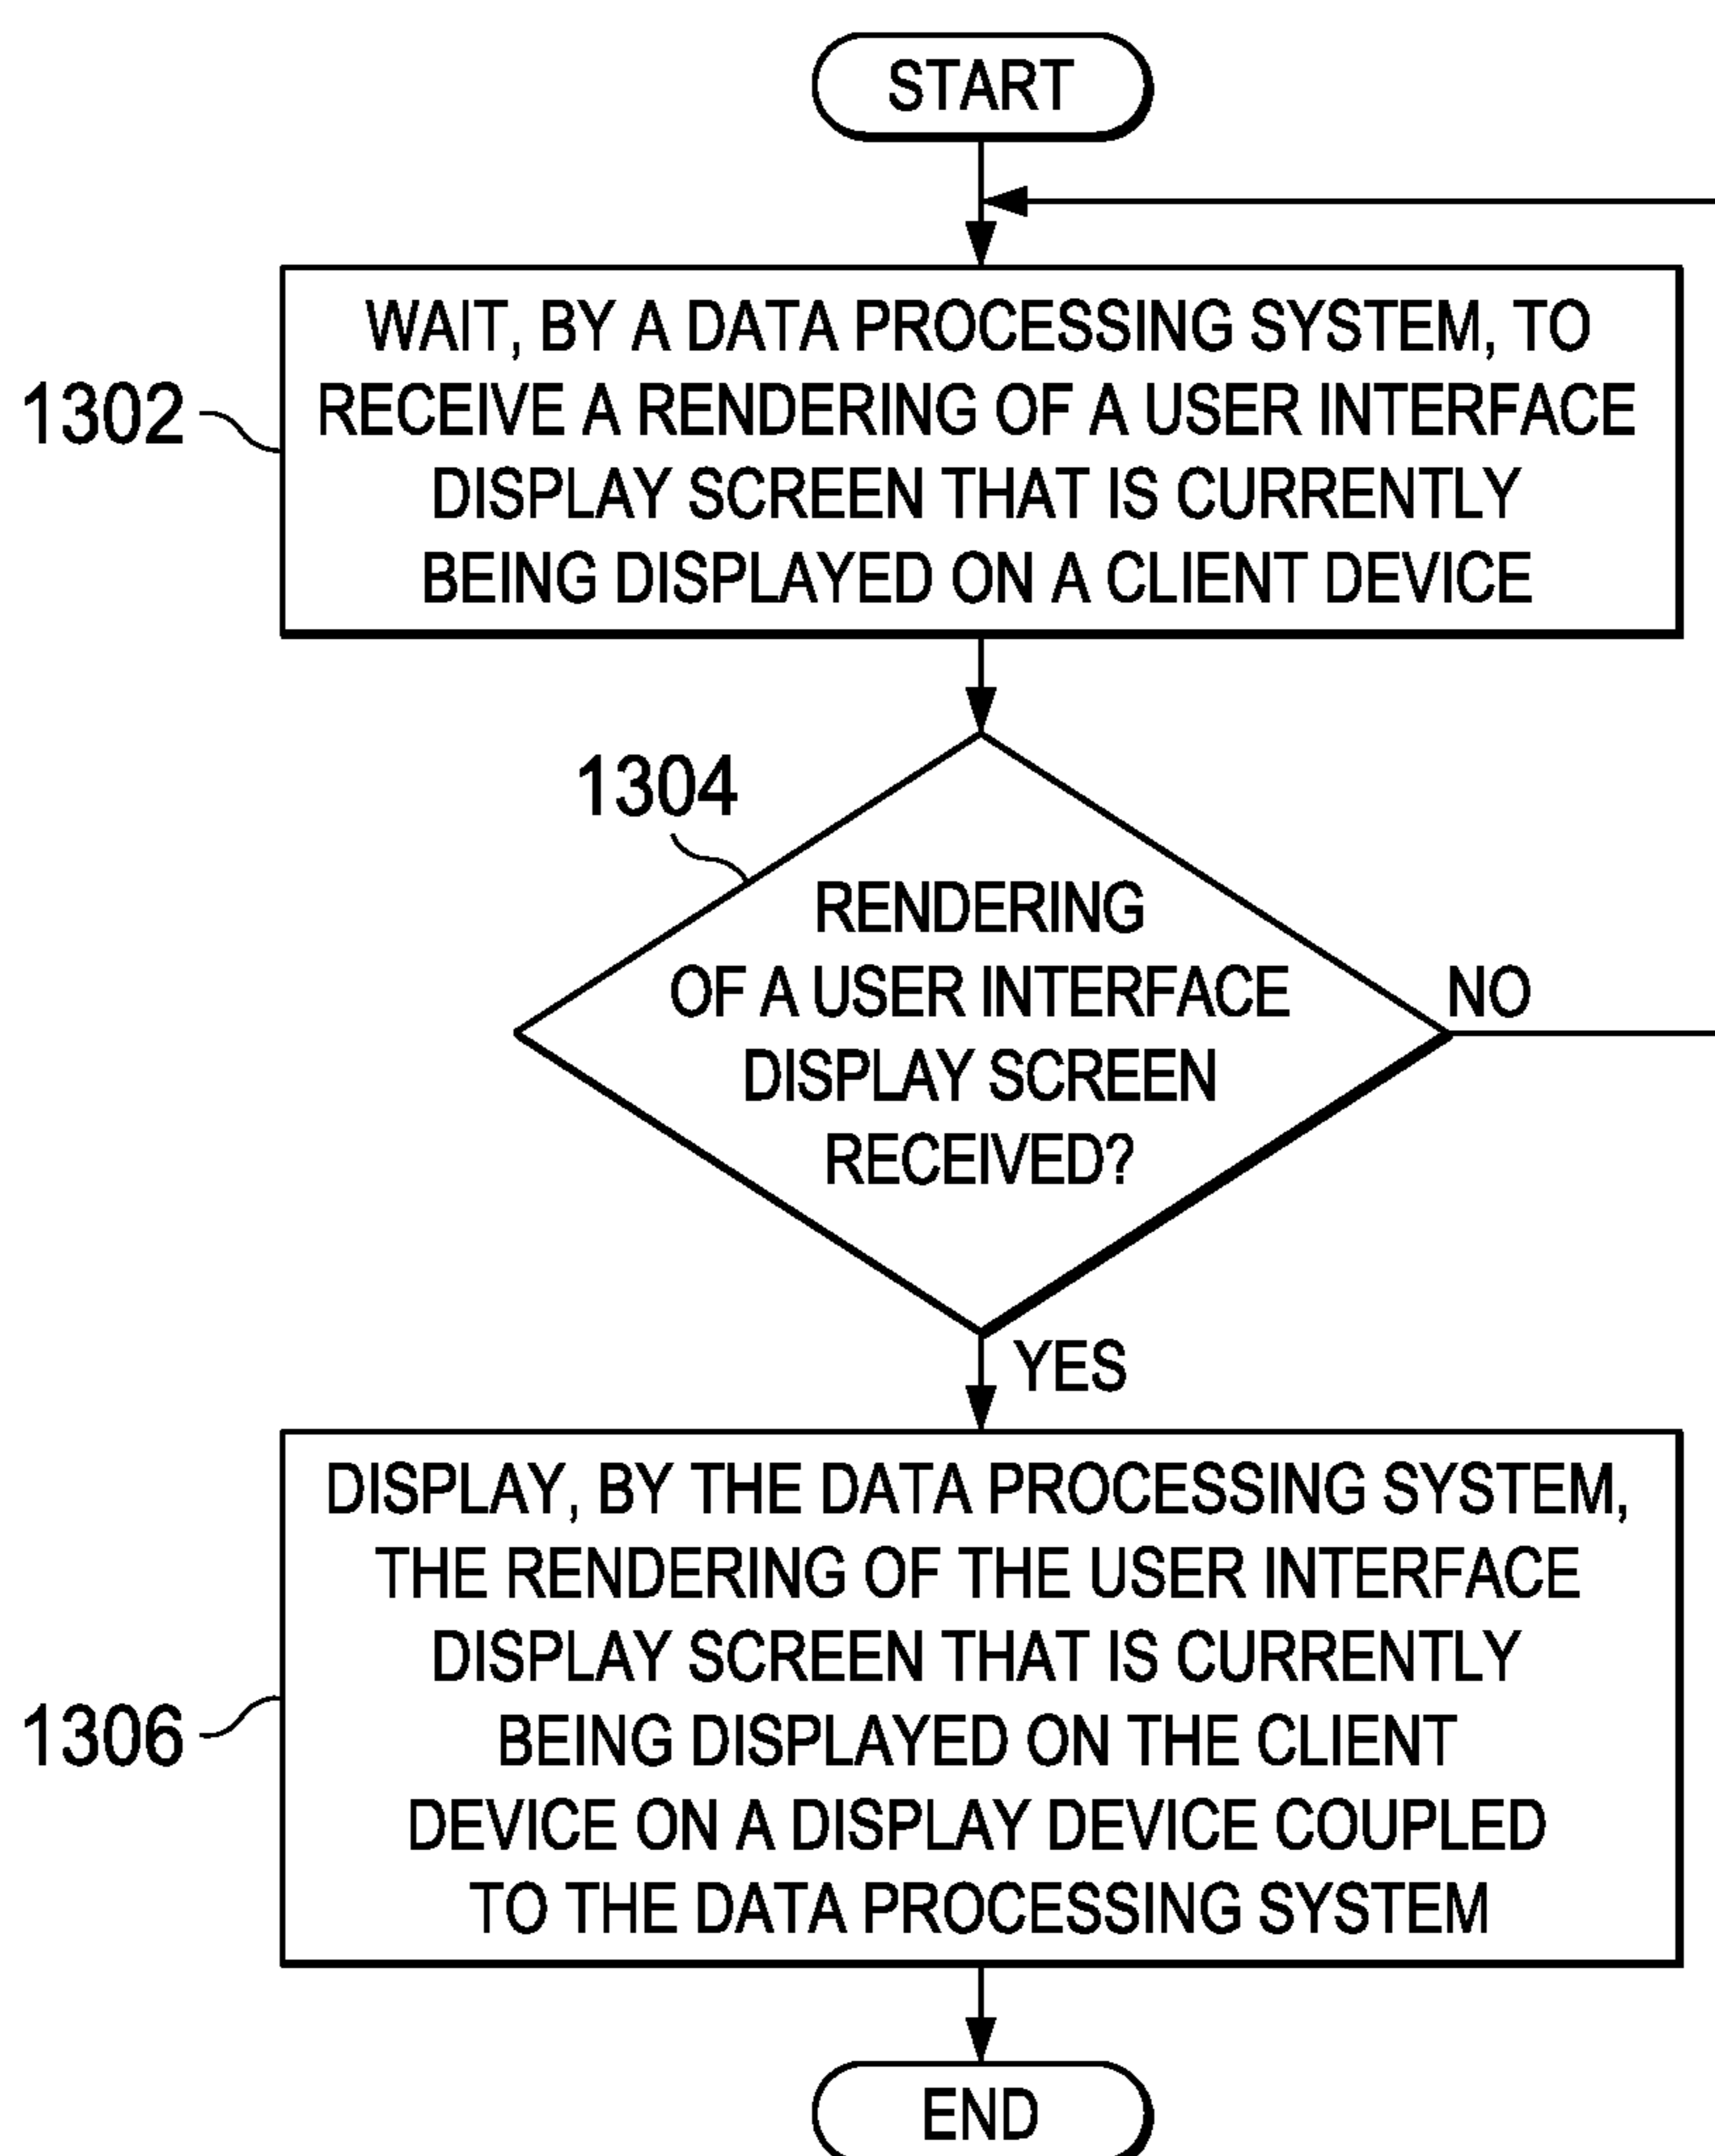 START
WAIT, BY A DATA PROCESSING SYSTEM, TO
RECEIVE A RENDERING OF A USER INTERFACE
DISPLAY SCREEN THAT IS CURRENTLY
BEING DISPLAYED ON A CLIENT DEVICE
1302
1304
RENDERING
OF A USER INTERFACE
DISPLAY SCREEN
RECEIVED?
NO
YES
DISPLAY, BY THE DATA PROCESSING SYSTEM,
THE RENDERING OF THE USER INTERFACE
DISPLAY SCREEN THAT IS CURRENTLY
BEING DISPLAYED ON THE CLIENT
DEVICE ON A DISPLAY DEVICE COUPLED
TO THE DATA PROCESSING SYSTEM
1306
END